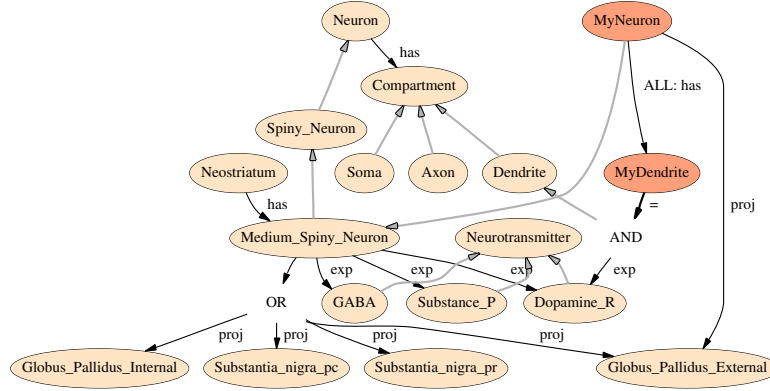 Neuron
MyNeuron
has
Compartment
ALL: has
Spiny_Neuron
Neostriatum
Soma
Axon
Dendrite
MyDendrite
has
=
proj
Medium_Spiny_Neuron
Neurotransmitter
AND
exp
exp
exp
exp
OR
GABA
Substance_P
Dopamine_R
proj
proj
proj
proj
Globus_Pallidus_Internal
Substantia_nigra_pc
Substantia_nigra_pr
Globus_Pallidus_External